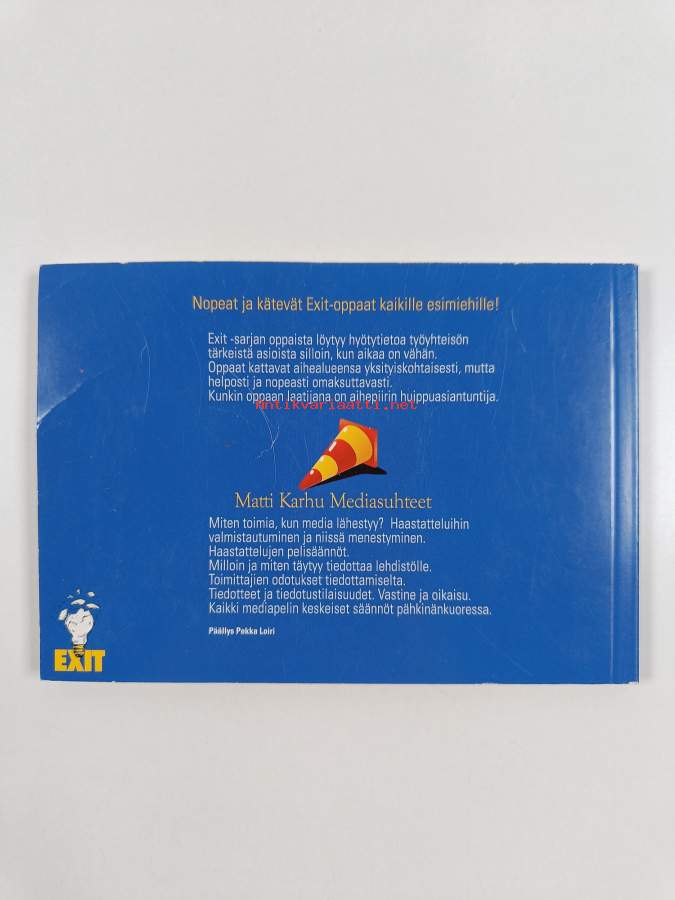 Nopeat ja kätevät Exit-oppaat kaikille esimiehille!
Exit -sarjan oppaista löytyy hyötytietoa työyhteisön
tärkeistä asioista silloin, kun aikaa on vähän.
Oppaat kattavat aihealueensa yksityiskohtaisesti, mutta
helposti ja nopeasti omaksuttavasti.
Kunkin oppaan laatijana on aihepiirin huippuasiantuntija.
Antikvariaatti.net
Matti Karhu Mediasuhteet
Miten toimia, kun media lähestyy? Haastatteluihin
valmistautuminen ja niissä menestyminen.
Haastattelujen pelisäännöt.
Milloin ja miten täytyy tiedottaa lehdistölle.
Toimittajien odotukset tiedottamiselta.
Tiedotteet ja tiedotustilaisuudet. Vastine ja oikaisu.
Kaikki mediapelin keskeiset säännöt pähkinänkuoressa.
Päällys Pekka Loiri
EXIT